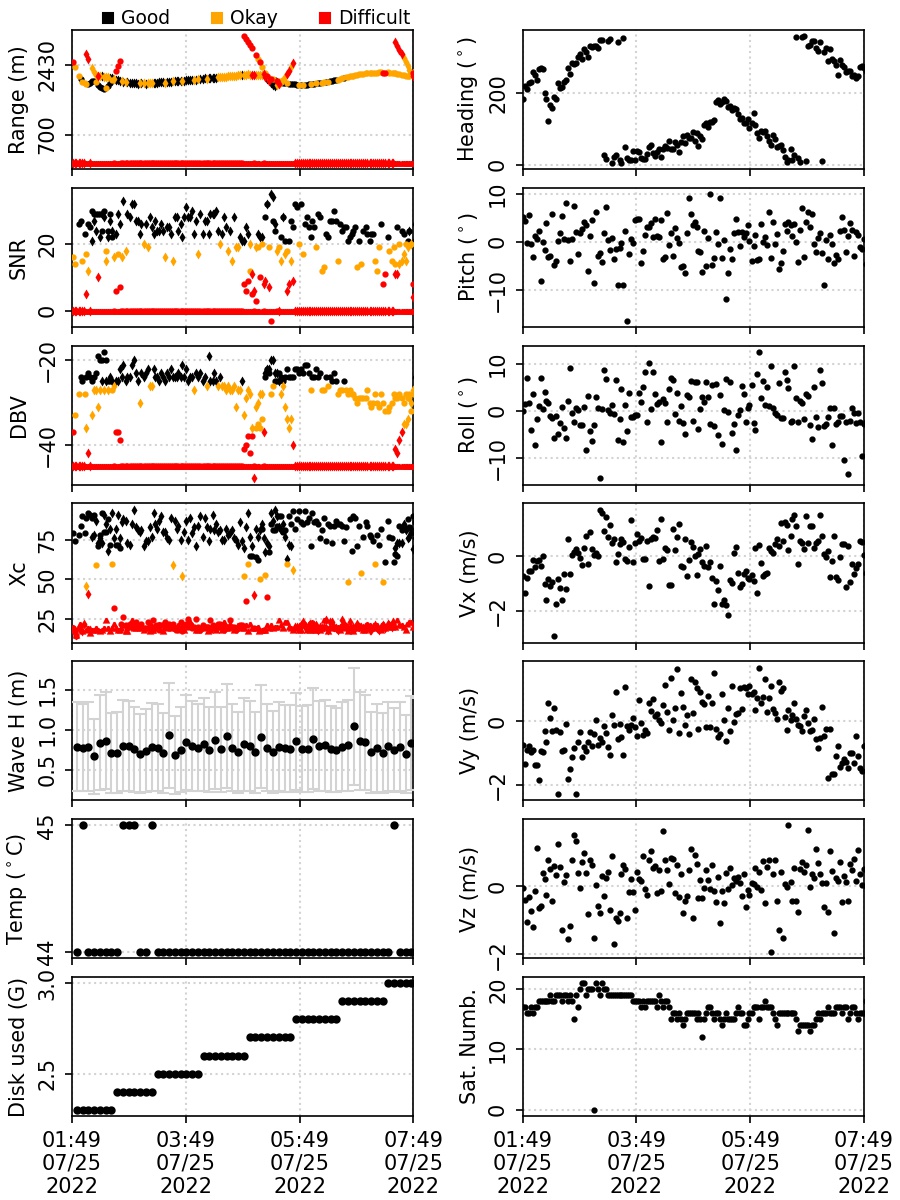 Good Okay Difficult
Range (m)
2430
700
Heading (°)
200
0
SNR
20
0
Pitch (°)
10
0
−10
DBV
−20
−40
Roll (°)
10
0
−10
Xc
75
50
25
Vx (m/s)
0
−2
Wave H (m)
1.5
1.0
0.5
Vy (m/s)
0
−2
Temp (°C)
45
44
Vz (m/s)
0
−2
Disk used (G)
3.0
2.5
Sat. Numb.
20
10
0
01:49 03:49 05:49 07:49 01:49 03:49 05:49 07:49
07/25 07/25 07/25 07/25 07/25 07/25 07/25 07/25
2022 2022 2022 2022 2022 2022 2022 2022